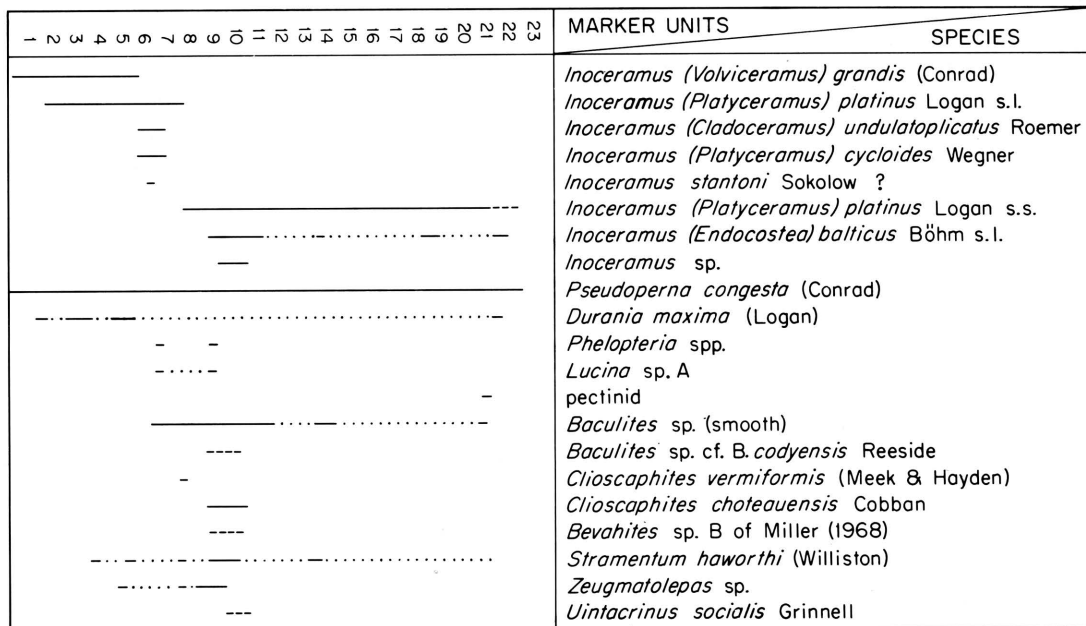 1 2 3 4 5 6 7 8 9 10 11 12 13 14 15 16 17 18 19 20 21 22 23
MARKER UNITS
SPECIES
Inoceramus (Volviceramus) grandis (Conrad)
Inoceramus (Platyceramus) platinus Logan s.l.
Inoceramus (Cladoceramus) undulatoplicatus Roemer
Inoceramus (Platyceramus) cycloides Wegner
Inoceramus stantoni Sokolow ?
Inoceramus (Platyceramus) platinus Logan s.s.
Inoceramus (Endocostea) balticus Böhm s.l.
Inoceramus sp.
Pseudoperna congesta (Conrad)
Durania maxima (Logan)
Phelopteria spp.
Lucina sp. A
pectinid
Baculites sp. (smooth)
Baculites sp. cf. B. codyensis Reeside
Clioscaphites vermiformis (Meek & Hayden)
Clioscaphites choteauensis Cobban
Bevahites sp. B of Miller (1968)
Stramentum haworthi (Williston)
Zeugmatolepas sp.
Uintacrinus socialis Grinnell